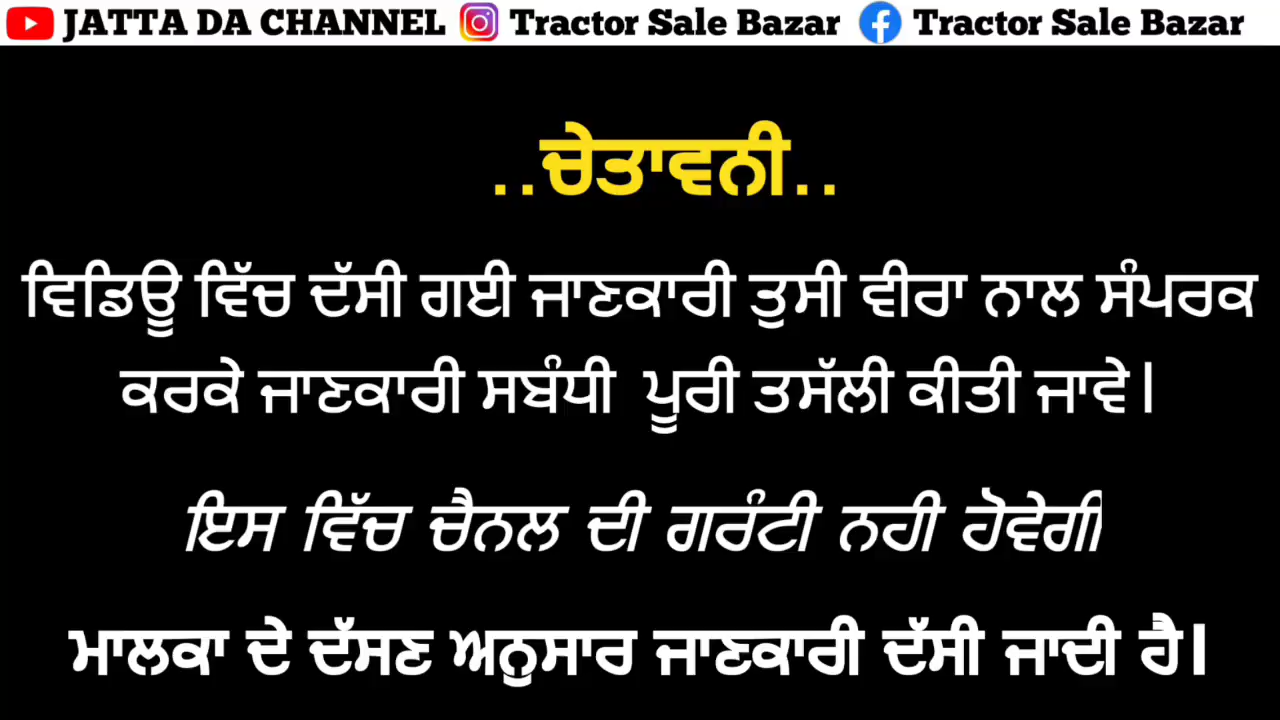 JATTA DA CHANNEL Tractor Sale Bazar Tractor Sale Bazar
..ਚੇਤਾਵਨੀ..
ਵਿਡਿਊ ਵਿੱਚ ਦੱਸੀ ਗਈ ਜਾਣਕਾਰੀ ਤੁਸੀ ਵੀਰਾ ਨਾਲ ਸੰਪਰਕ
ਕਰਕੇ ਜਾਣਕਾਰੀ ਸਬੰਧੀ ਪੂਰੀ ਤਸੱਲੀ ਕੀਤੀ ਜਾਵੇ।
ਇਸ ਵਿੱਚ ਚੈਨਲ ਦੀ ਗਰੰਟੀ ਨਹੀ ਹੋਵੇਗੀ
ਮਾਲਕਾ ਦੇ ਦੱਸਣ ਅਨੁਸਾਰ ਜਾਣਕਾਰੀ ਦੱਸੀ ਜਾਦੀ ਹੈ।